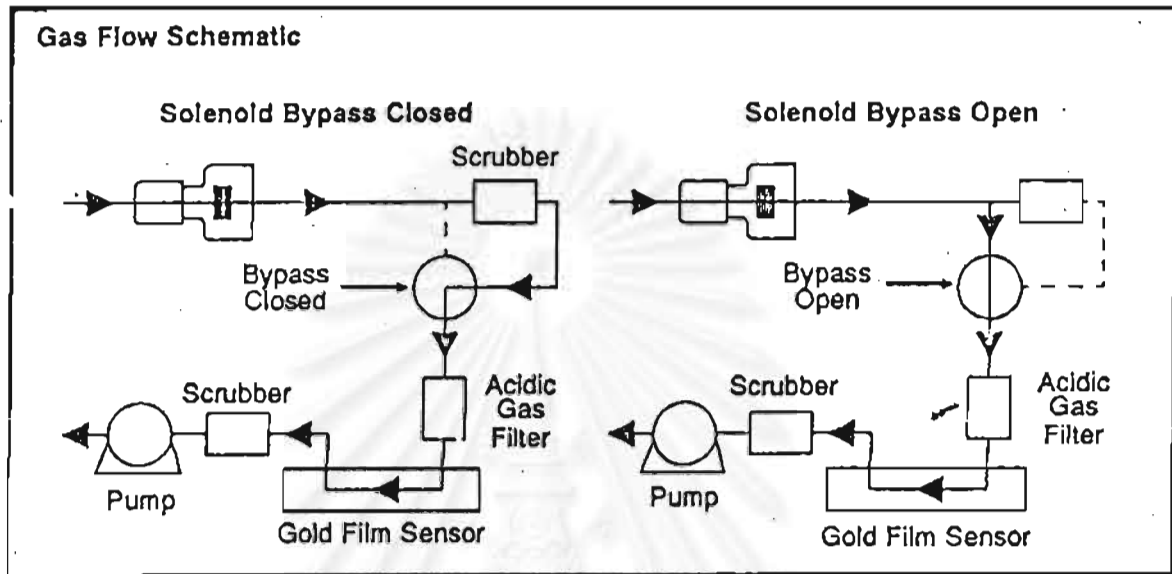 Gas Flow Schematic
Solenoid Bypass Closed
Scrubber
Bypass
Closed
Scrubber
Acidic
Gas
Filter
Pump
Gold Film Sensor
Solenoid Bypass Open
Bypass
Open
Scrubber
Acidic
Gas
Filter
Pump
Gold Film Sensor